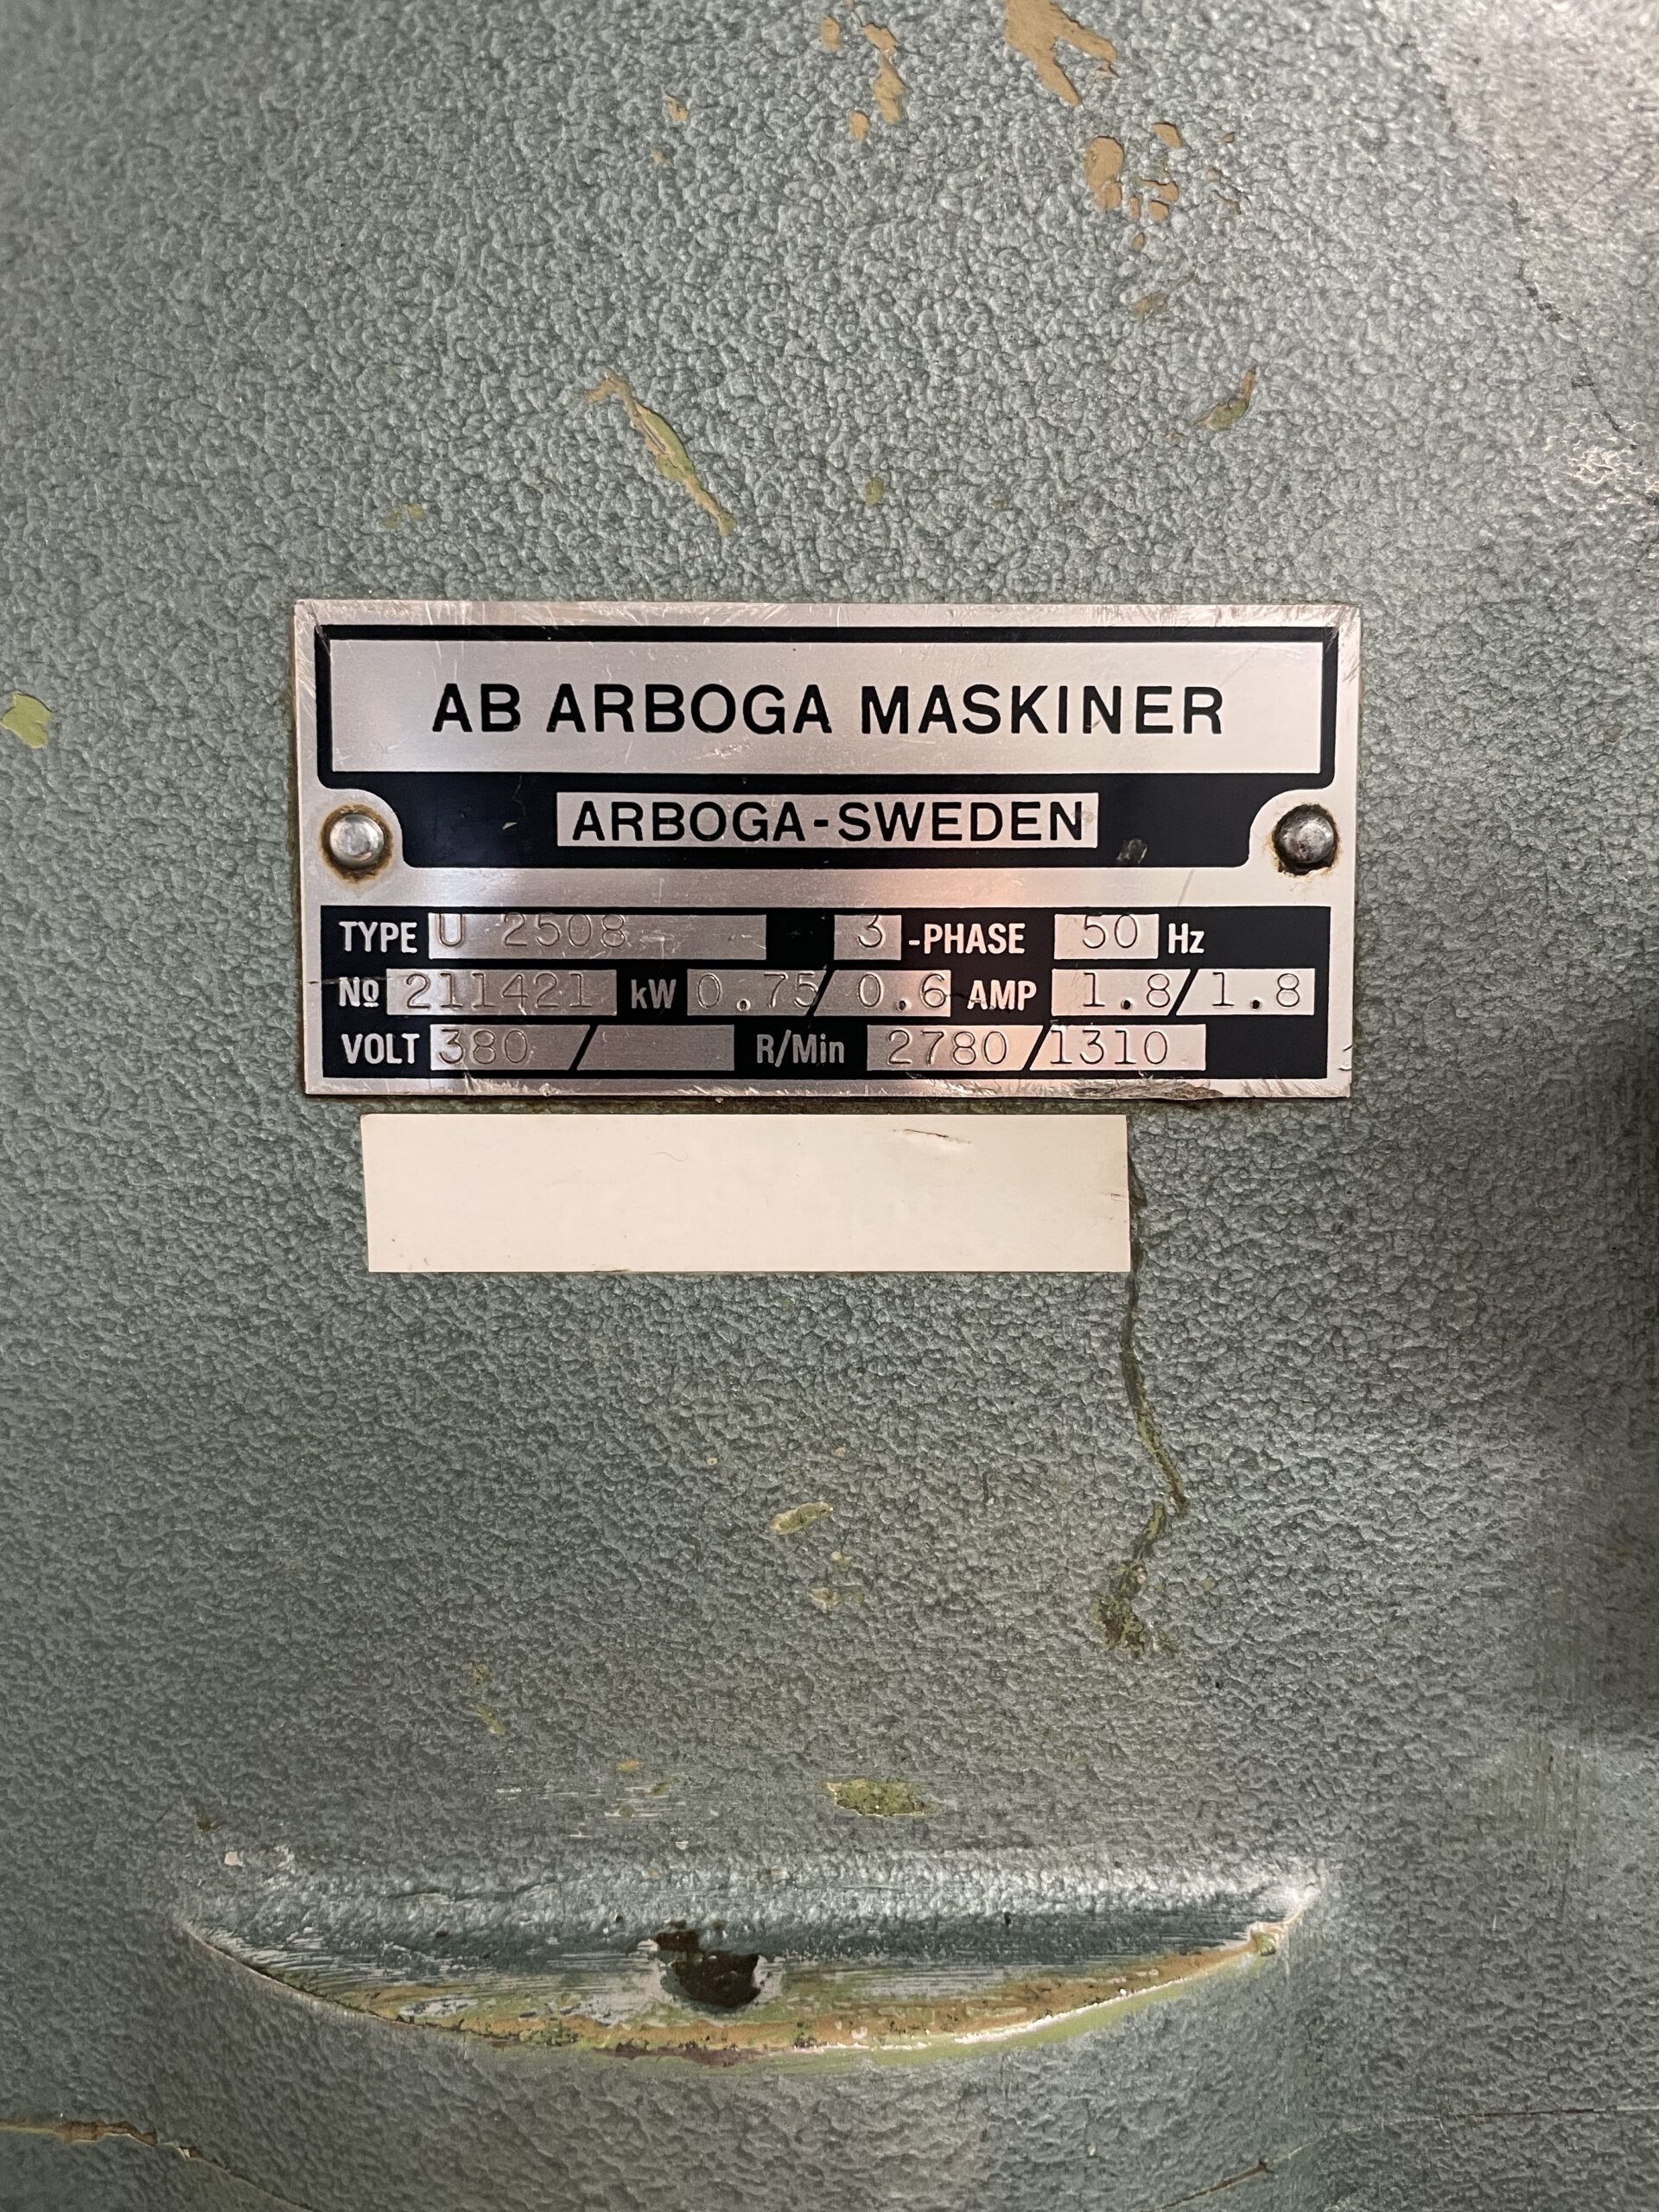 AB ARBOGA MASKINER
ARBOGA-SWEDEN
TYPE U 2508 3 -PHASE 50 Hz
Nº 211421 kW 0.75/ 0.6 AMP 1.8/ 1.8
VOLT 380 / R/Min 2780 /1310